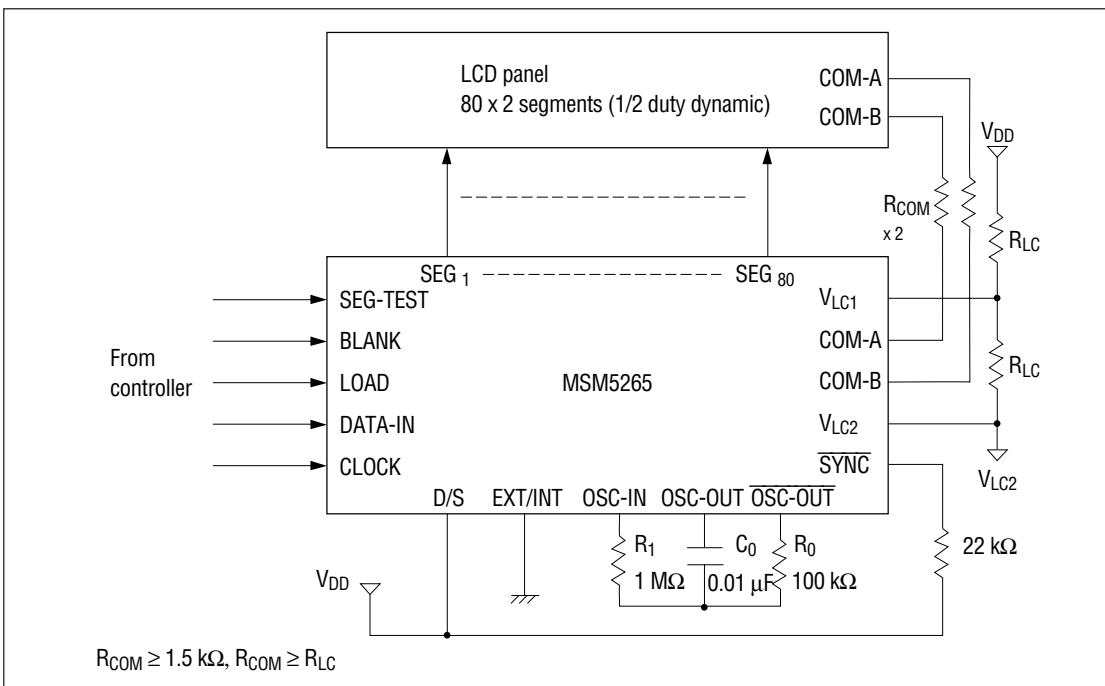 LCD panel
80 x 2 segments (1/2 duty dynamic)
COM-A
COM-B
VDD
RCOM
x 2
RLC
SEG 1
SEG 80
SEG-TEST
BLANK
LOAD
DATA-IN
CLOCK
From
controller
MSM5265
VLC1
COM-A
COM-B
VLC2
SYNC
RLC
VLC2
D/S
EXT/INT
OSC-IN
OSC-OUT
OSC-OUT
R1
1 MΩ
C0
0.01 µF
R0
100 kΩ
22 kΩ
VDD
RCOM ≥ 1.5 kΩ, RCOM ≥ RLC